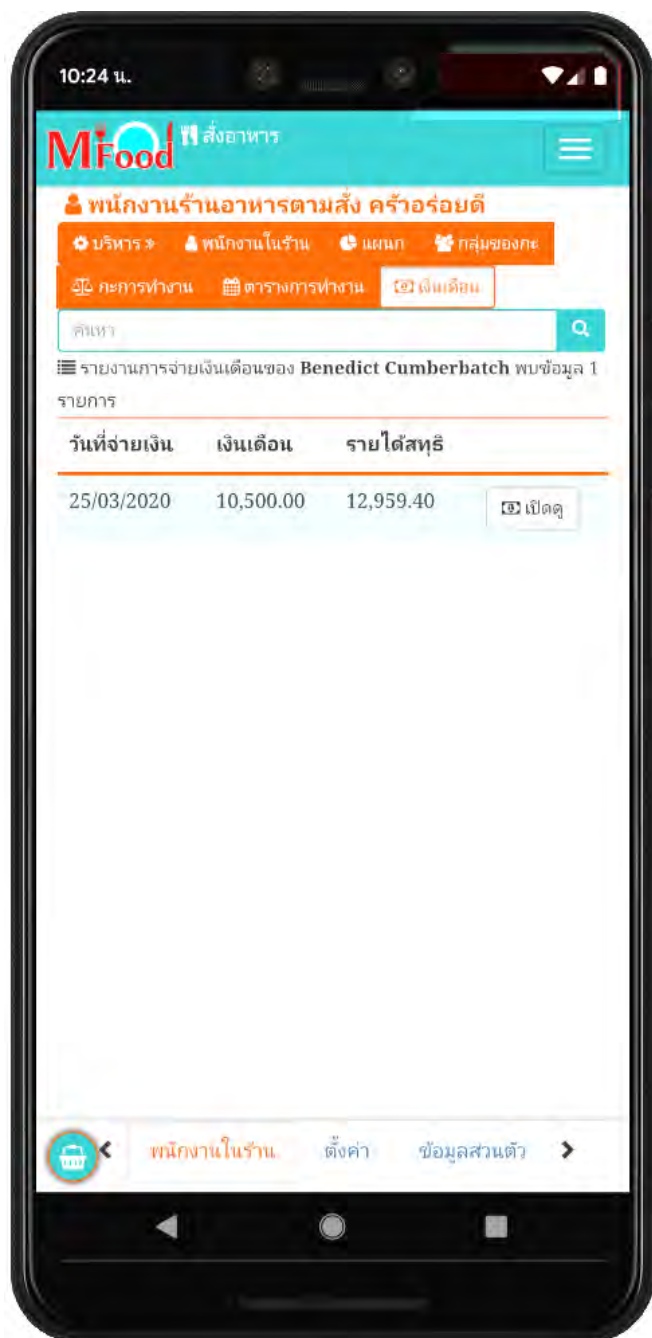 10:24 น.
MFood สั่งอาหาร
พนักงานร้านอาหารตามสั่ง ครัวอร่อยดี
บริหาร » พนักงานในร้าน แผนก กลุ่มของกะ
กะการทำงาน ตารางการทำงาน เงินเดือน
ค้นหา
รายงานการจ่ายเงินเดือนของ Benedict Cumberbatch พบข้อมูล 1
รายการ
วันที่จ่ายเงิน เงินเดือน รายได้สุทธิ
25/03/2020 10,500.00 12,959.40 เปิดดู
พนักงานในร้าน ตั้งค่า ข้อมูลส่วนตัว